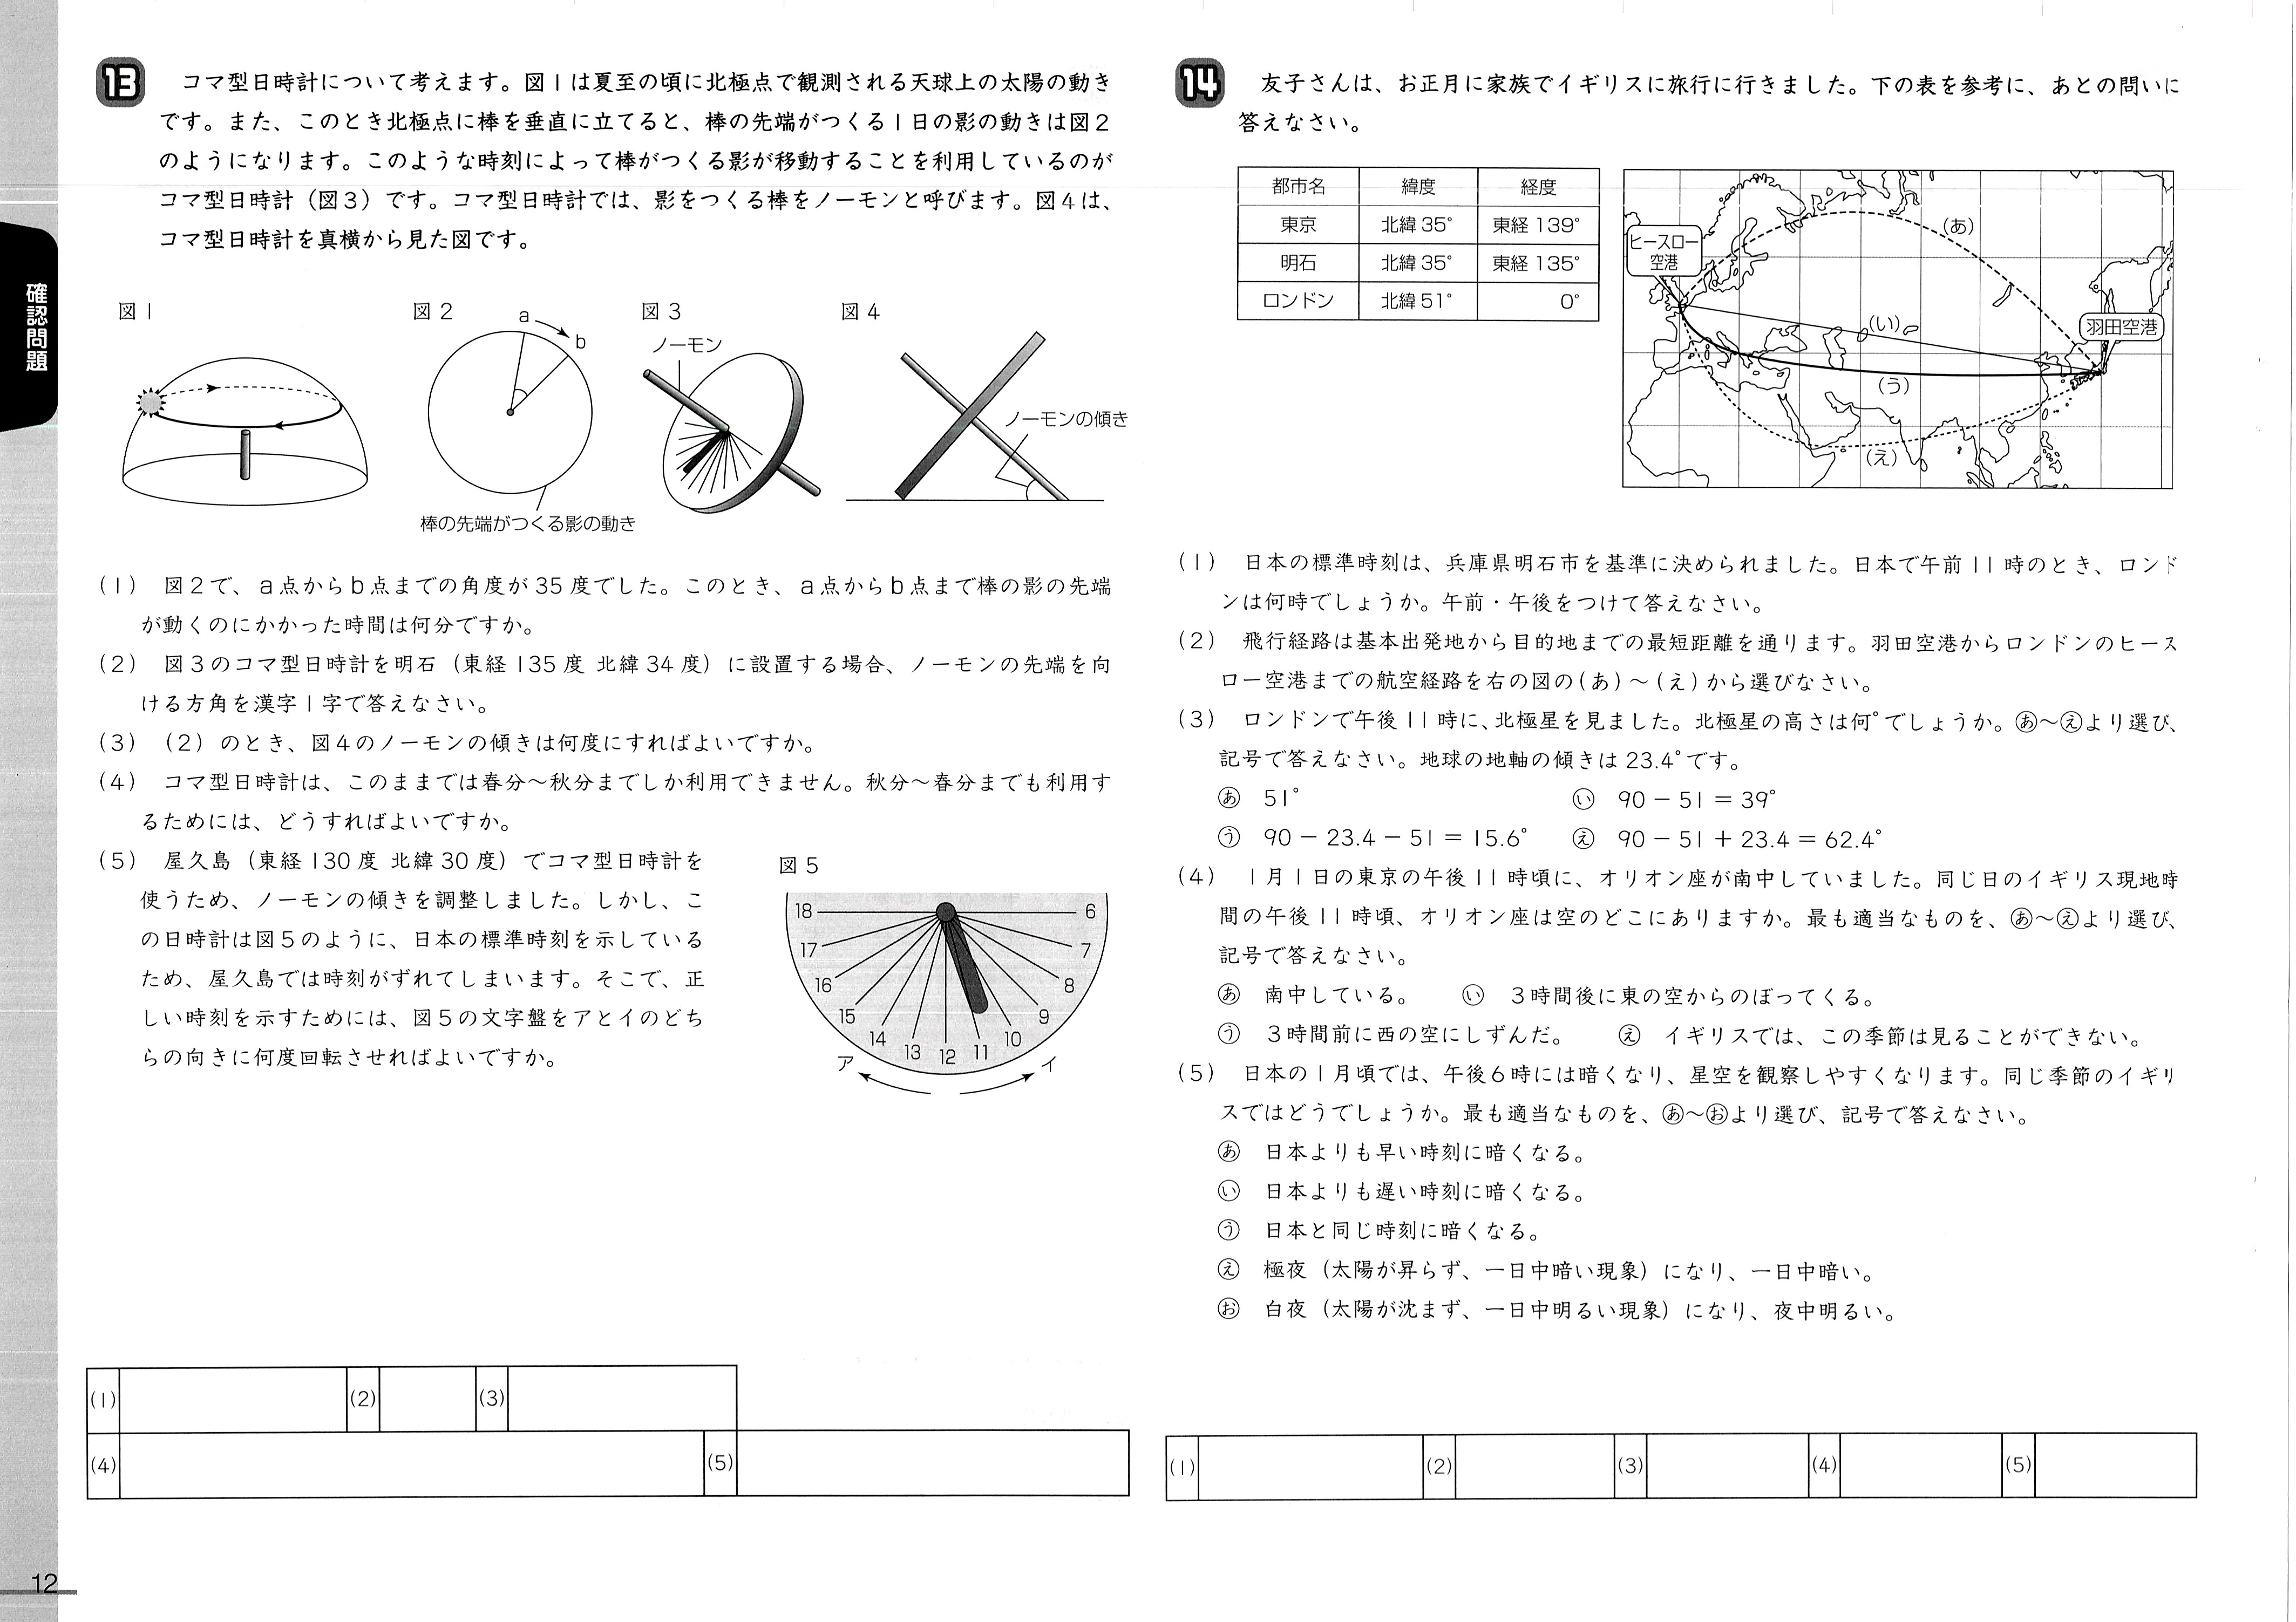 確認問題
13
コマ型日時計について考えます。図1は夏至の頃に北極点で観測される天球上の太陽の動き
です。また、このとき北極点に棒を垂直に立てると、棒の先端がつくる1日の影の動きは図2
のようになります。このような時刻によって棒がつくる影が移動することを利用しているのが
コマ型日時計(図3)です。コマ型日時計では、影をつくる棒をノーモンと呼びます。図4は、
コマ型日時計を真横から見た図です。
図1
図2
a
b
棒の先端がつくる影の動き
図3
ノーモン
図4
ノーモンの傾き
(1) 図2で、a点からb点までの角度が35度でした。このとき、a点からb点まで棒の影の先端
が動くのにかかった時間は何分ですか。
(2) 図3のコマ型日時計を明石(東経135度 北緯34度)に設置する場合、ノーモンの先端を向
ける方角を漢字1字で答えなさい。
(3) (2)のとき、図4のノーモンの傾きは何度にすればよいですか。
(4) コマ型日時計は、このままでは春分〜秋分までしか利用できません。秋分〜春分までも利用す
るためには、どうすればよいですか。
(5) 屋久島(東経130度 北緯30度)でコマ型日時計を
使うため、ノーモンの傾きを調整しました。しかし、こ
の日時計は図5のように、日本の標準時刻を示している
ため、屋久島では時刻がずれてしまいます。そこで、正
しい時刻を示すためには、図5の文字盤をアとイのどち
らの向きに何度回転させればよいですか。
図5
18
17
16
15
14
13
12
11
10
9
8
7
6
ア
イ
(1)
(2)
(3)
(4)
(5)
12
14
友子さんは、お正月に家族でイギリスに旅行に行きました。下の表を参考に、あとの問いに
答えなさい。
都市名 緯度 経度
東京 北緯35° 東経139°
明石 北緯35° 東経135°
ロンドン 北緯51° 0°
ヒースロー
空港
羽田空港
(あ)
(い)
(う)
(え)
(1) 日本の標準時刻は、兵庫県明石市を基準に決められました。日本で午前11時のとき、ロンド
ンは何時でしょうか。午前・午後をつけて答えなさい。
(2) 飛行経路は基本出発地から目的地までの最短距離を通ります。羽田空港からロンドンのヒース
ロー空港までの航空経路を右の図の(あ)〜(え)から選びなさい。
(3) ロンドンで午後11時に、北極星を見ました。北極星の高さは何°でしょうか。㋐〜㋓より選び、
記号で答えなさい。地球の地軸の傾きは23.4°です。
あ 51° い 90 − 51 = 39°
う 90 − 23.4 − 51 = 15.6° え 90 − 51 + 23.4 = 62.4°
(4) 1月1日の東京の午後11時頃に、オリオン座が南中していました。同じ日のイギリス現地時
間の午後11時頃、オリオン座は空のどこにありますか。最も適当なものを、あ〜えより選び、
記号で答えなさい。
あ 南中している。 い 3時間後に東の空からのぼってくる。
う 3時間前に西の空にしずんだ。 え イギリスでは、この季節は見ることができない。
(5) 日本の1月頃では、午後6時には暗くなり、星空を観察しやすくなります。同じ季節のイギリ
スではどうでしょうか。最も適当なものを、あ〜おより選び、記号で答えなさい。
あ 日本よりも早い時刻に暗くなる。
い 日本よりも遅い時刻に暗くなる。
う 日本と同じ時刻に暗くなる。
え 極夜(太陽が昇らず、一日中暗い現象)になり、一日中暗い。
お 白夜(太陽が沈まず、一日中明るい現象)になり、夜中明るい。
(1)
(2)
(3)
(4)
(5)